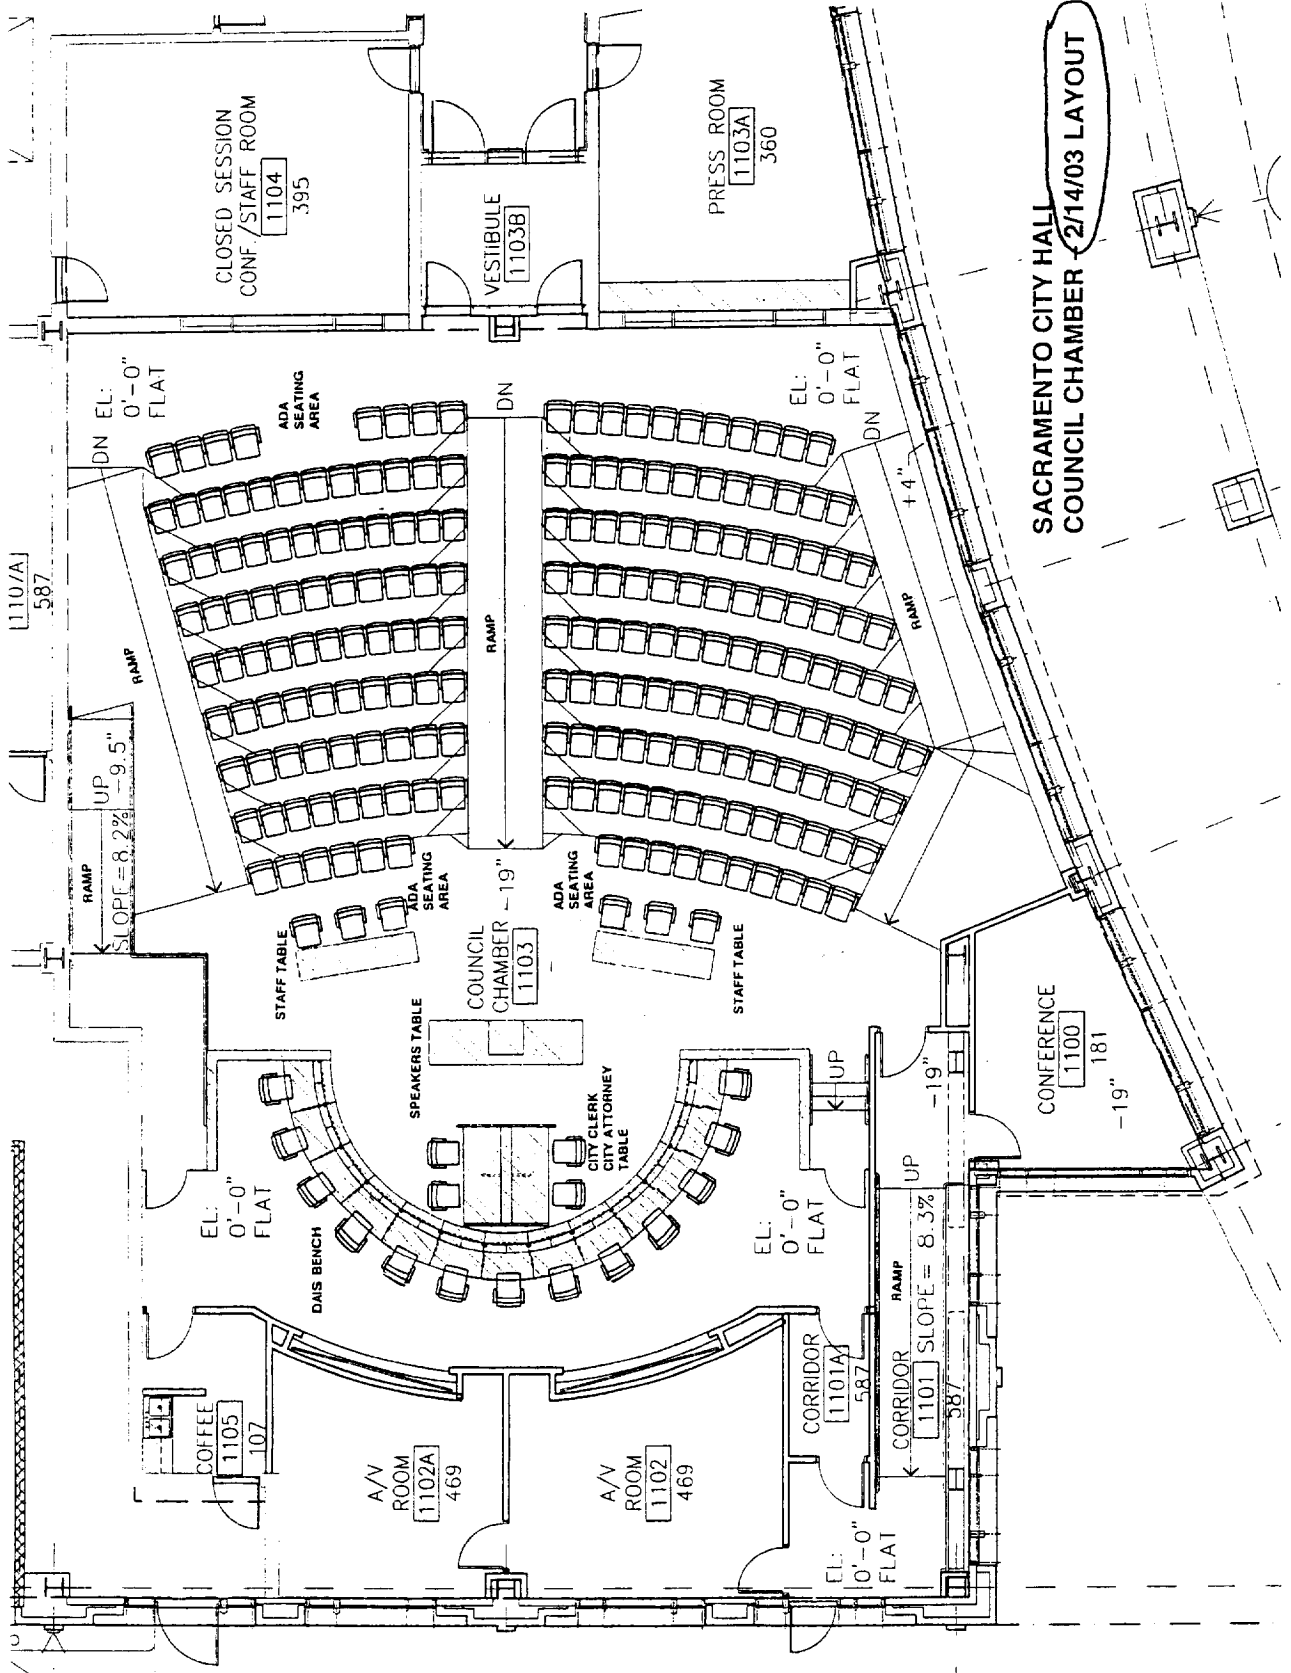 SACRAMENTO CITY HALL
COUNCIL CHAMBER - 2/14/03 LAYOUT
CLOSED SESSION
CONF./STAFF ROOM
1104
395
VESTIBULE
1103B
PRESS ROOM
1103A
360
1107A
587
DN
EL:
0'-0"
FLAT
ADA
SEATING
AREA
DN
EL:
0'-0"
FLAT
DN
+4"
RAMP
RAMP
RAMP
RAMP
UP -9.5"
SLOPE=8.2%
ADA
SEATING
AREA
ADA
SEATING
AREA
STAFF TABLE
STAFF TABLE
COUNCIL
CHAMBER -19"
1103
SPEAKERS TABLE
CITY CLERK
CITY ATTORNEY
TABLE
DAIS BENCH
EL:
0'-0"
FLAT
EL:
0'-0"
FLAT
UP
-19"
CONFERENCE
1100
181
-19"
UP
RAMP
SLOPE = 8.3%
CORRIDOR
1101
587
CORRIDOR
1101A
587
COFFEE
1105
107
A/V
ROOM
1102A
469
A/V
ROOM
1102
469
EL:
0'-0"
FLAT